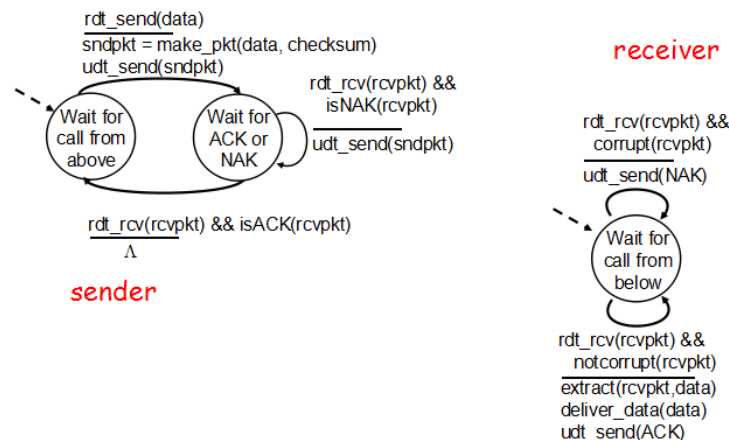 rdt_send(data)
sndpkt = make_pkt(data, checksum)
udt_send(sndpkt)
Wait for
call from
above
Wait for
ACK or
NAK
rdt_rcv(rcvpkt) &&
isNAK(rcvpkt)
udt_send(sndpkt)
rdt_rcv(rcvpkt) && isACK(rcvpkt)
Λ
sender
receiver
rdt_rcv(rcvpkt) &&
corrupt(rcvpkt)
udt_send(NAK)
Wait for
call from
below
rdt_rcv(rcvpkt) &&
notcorrupt(rcvpkt)
extract(rcvpkt,data)
deliver_data(data)
udt_send(ACK)